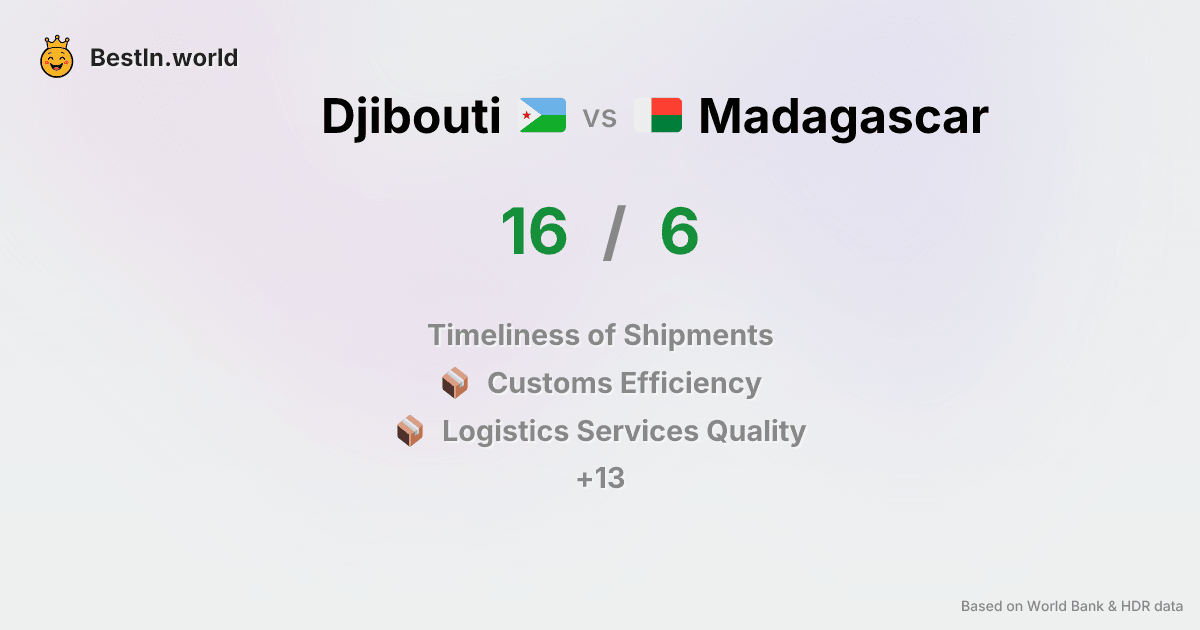 BestIn.world
Djibouti vs Madagascar
16 / 6
Timeliness of Shipments
Customs Efficiency
Logistics Services Quality
+13
Based on World Bank & HDR data